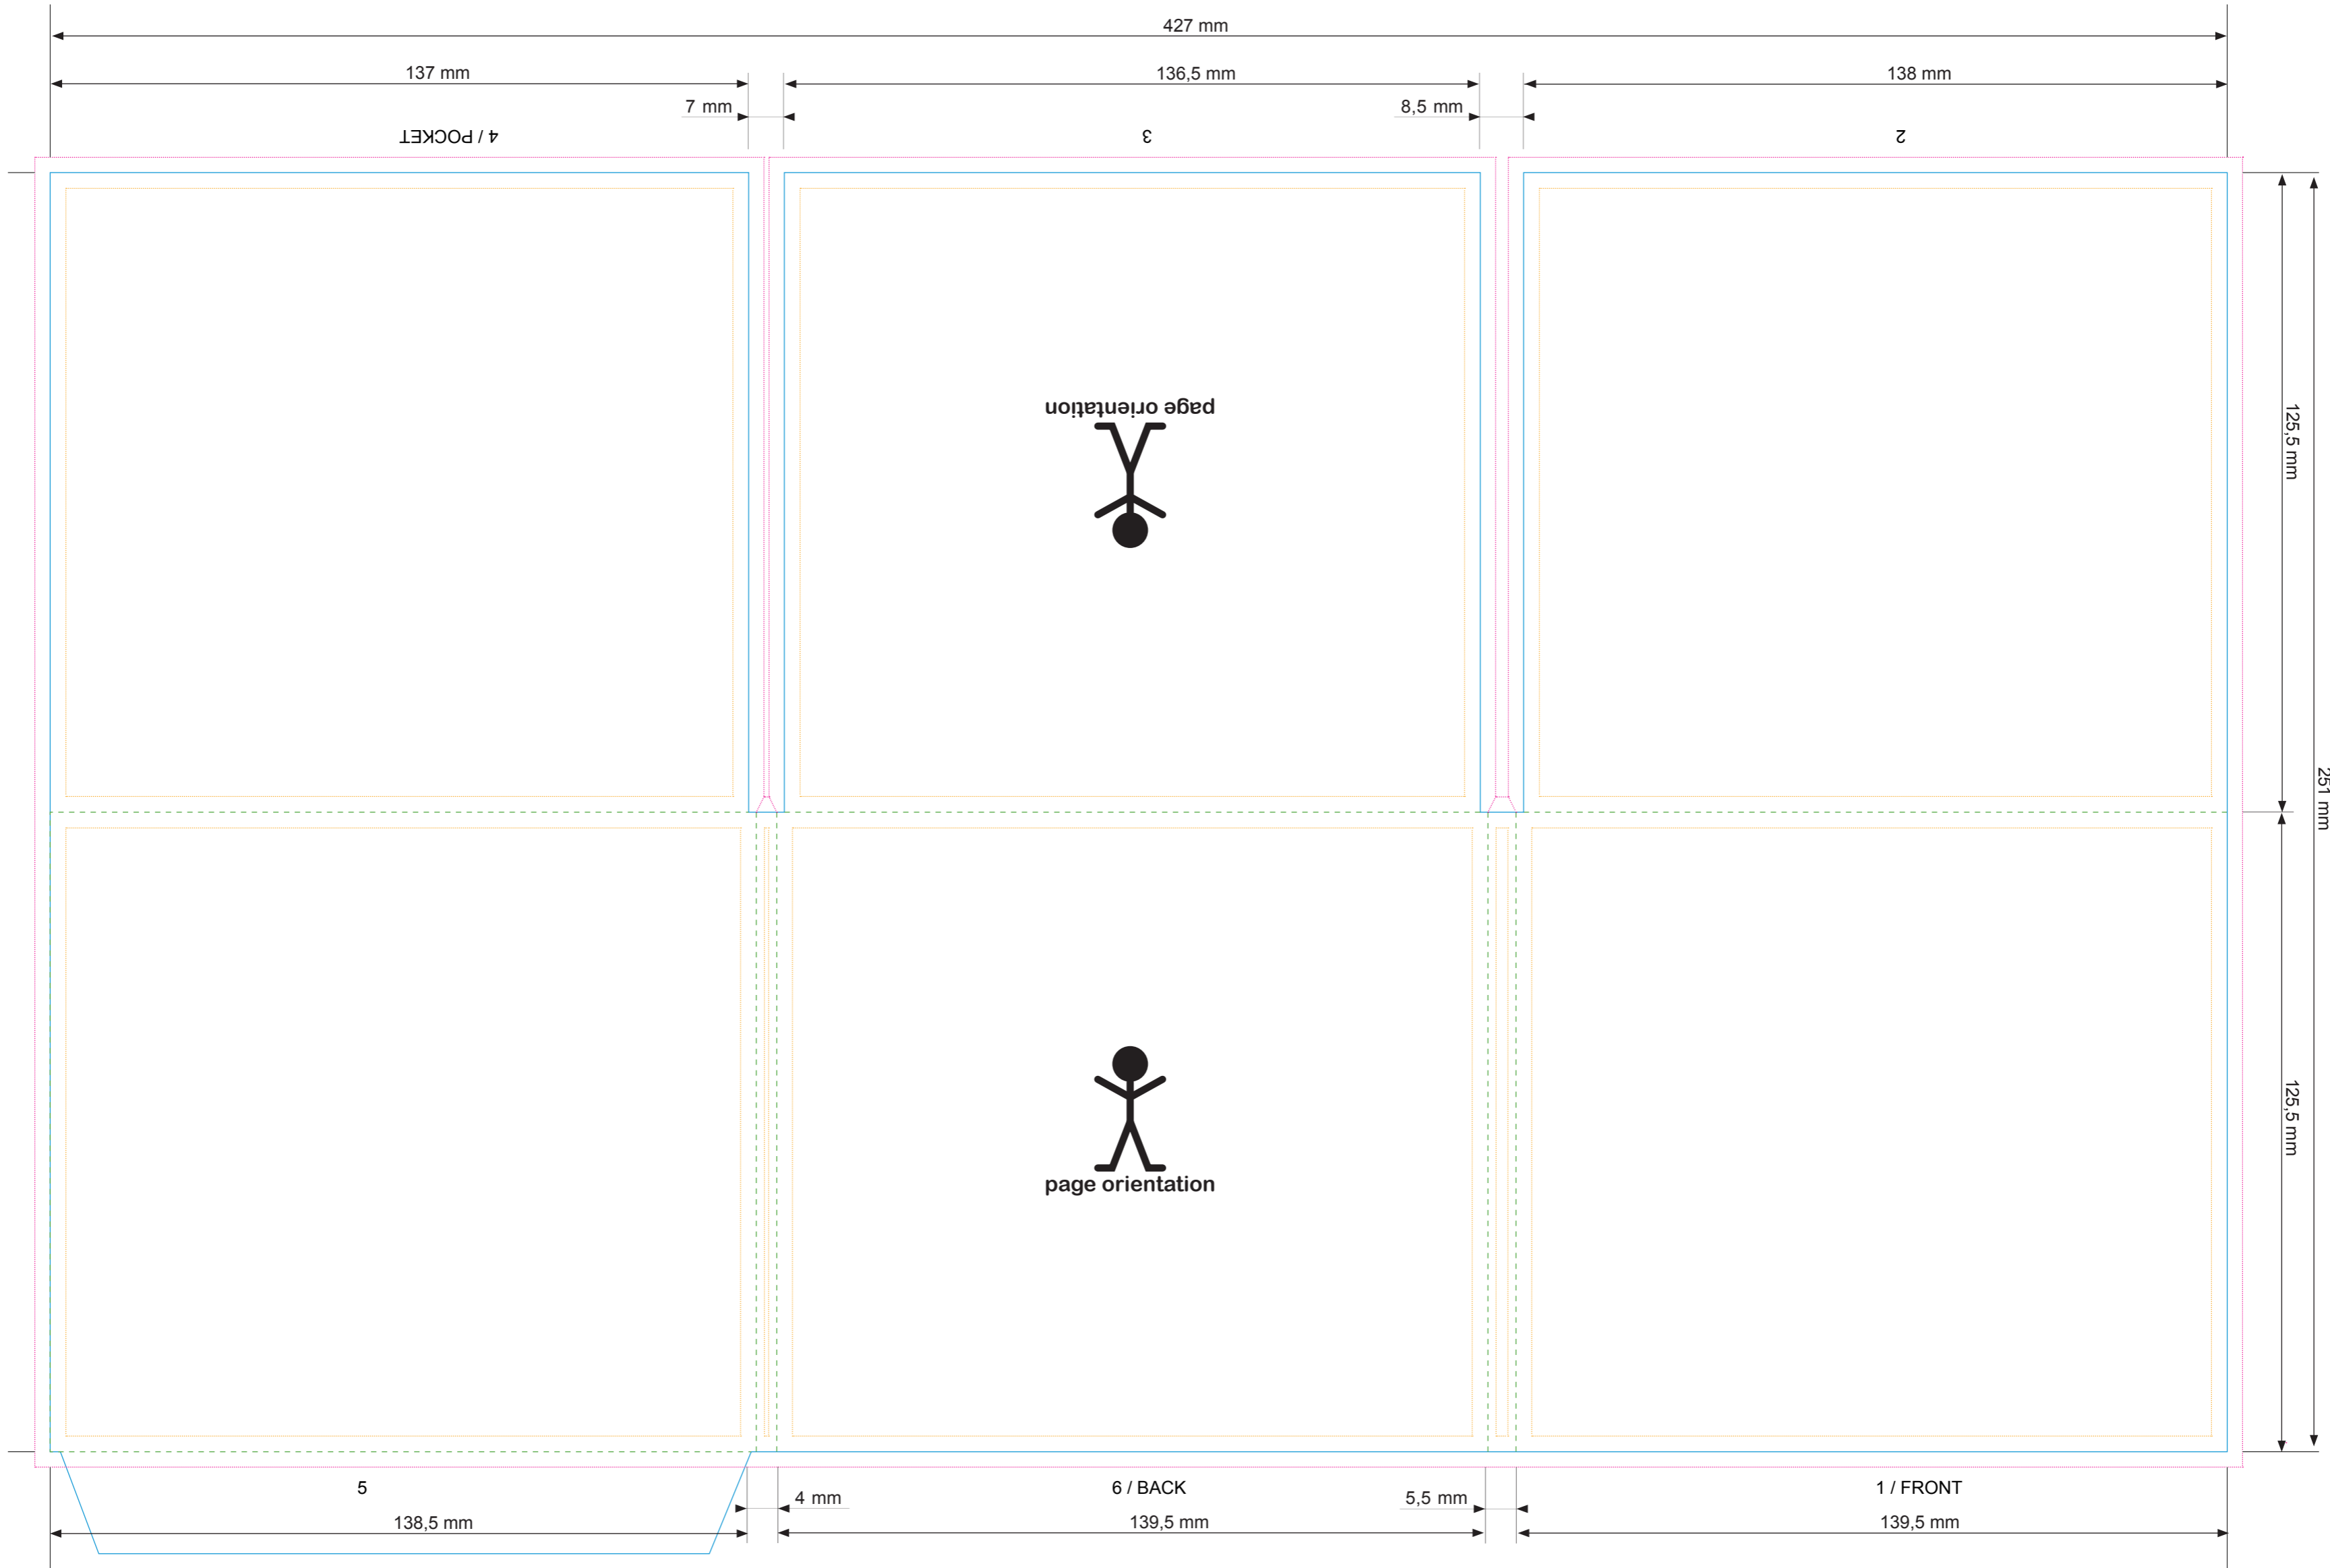 427 mm
137 mm
136,5 mm
138 mm
7 mm
8,5 mm
4 / POCKET
3
2
page orientation
125,5 mm
251 mm
125,5 mm
page orientation
5
6 / BACK
1 / FRONT
4 mm
5,5 mm
138,5 mm
139,5 mm
139,5 mm